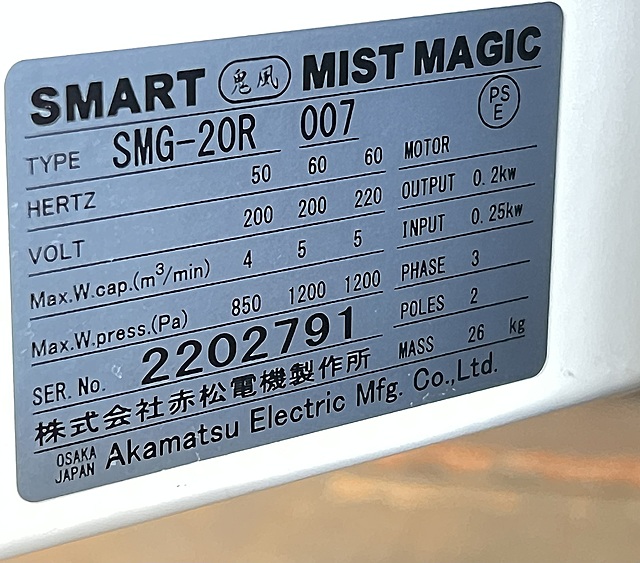 SMART 鬼風 MIST MAGIC
TYPE SMG-20R 007 PSE
HERTZ 50 60 60
VOLT 200 200 220
Max.W.cap.(m³/min) 4 5 5
Max.W.press.(Pa) 850 1200 1200
SER. No. 2202791
MOTOR
OUTPUT 0.2kw
INPUT 0.25kw
PHASE 3
POLES 2
MASS 26 kg
株式会社赤松電機製作所
OSAKA JAPAN Akamatsu Electric Mfg. Co.,Ltd.